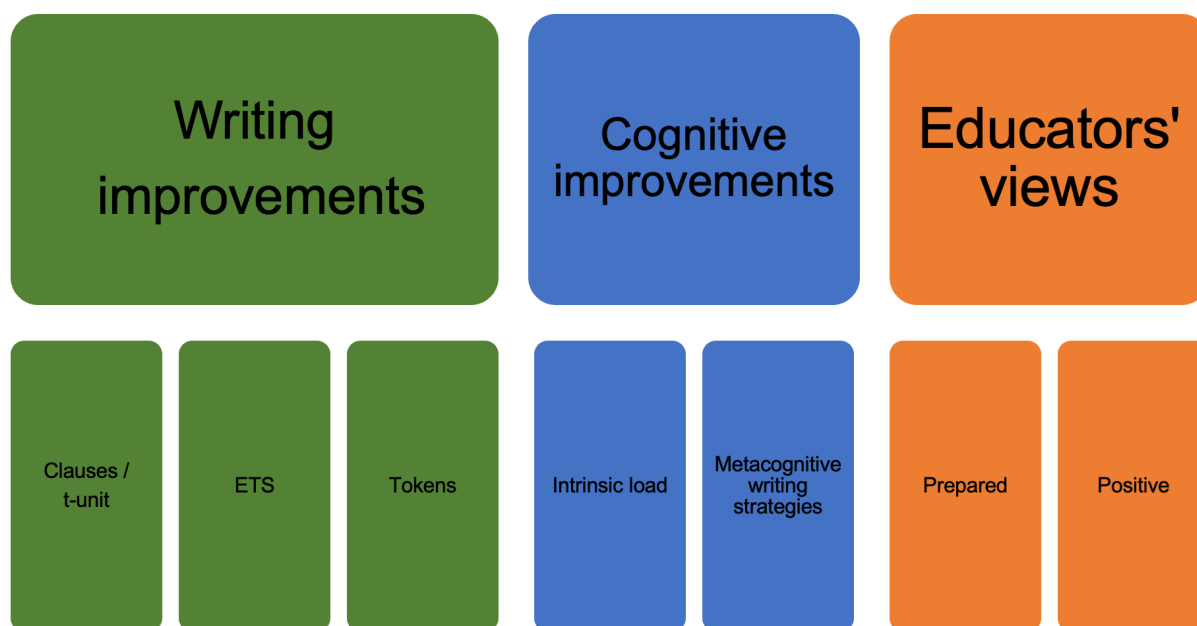 Writing
improvements
Cognitive
improvements
Educators'
views
Clauses /
t-unit
ETS
Tokens
Intrinsic load
Metacognitive
writing
strategies
Prepared
Positive